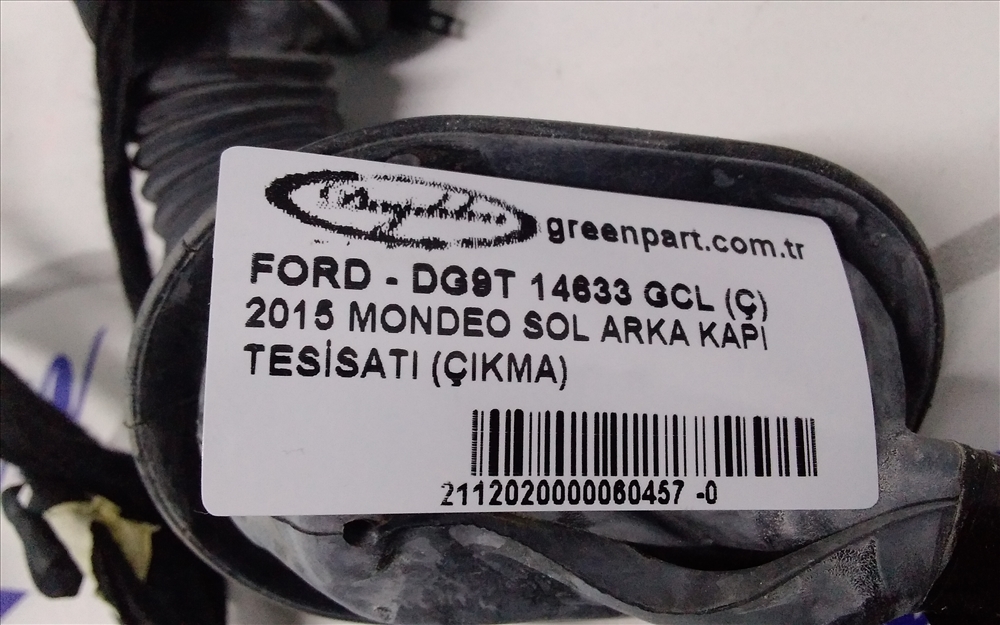 greenpart.com.tr
FORD - DG9T 14633 GCL (Ç)
2015 MONDEO SOL ARKA KAPI
TESİSATI (ÇIKMA)
2112020000060457 -0